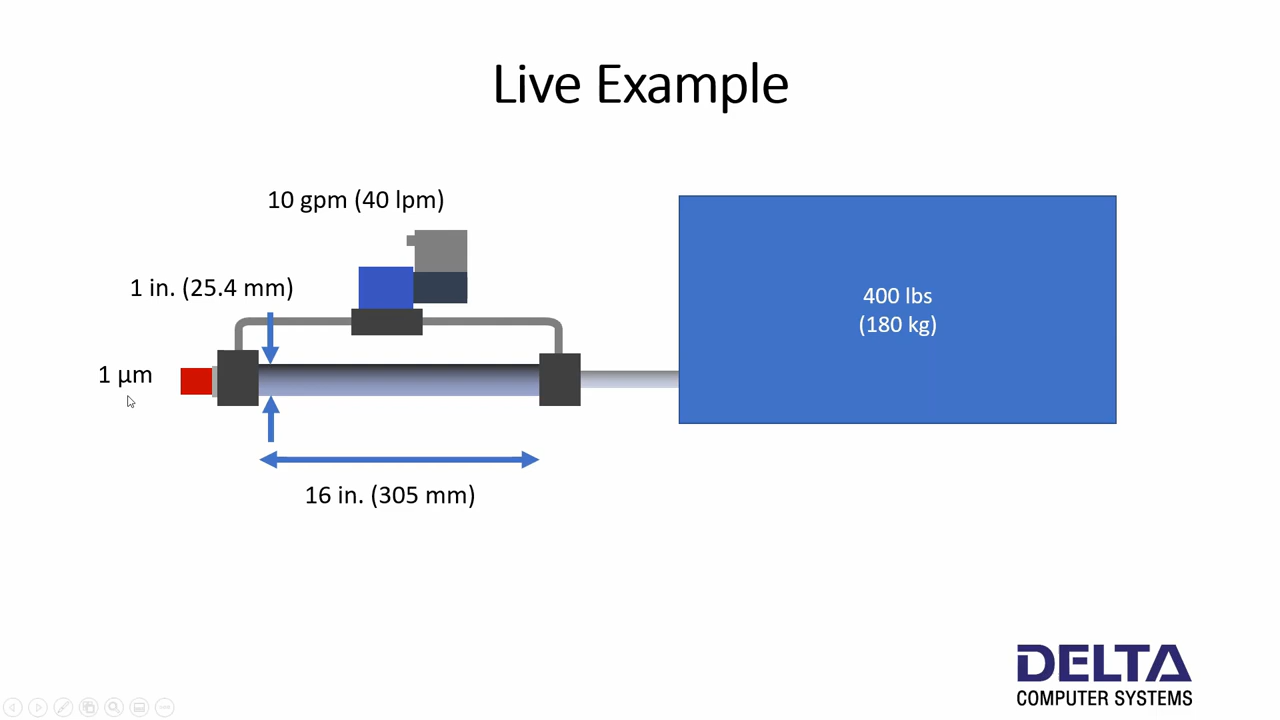 Live Example
10 gpm (40 lpm)
1 in. (25.4 mm)
1 µm
16 in. (305 mm)
400 lbs
(180 kg)
DELTA
COMPUTER SYSTEMS